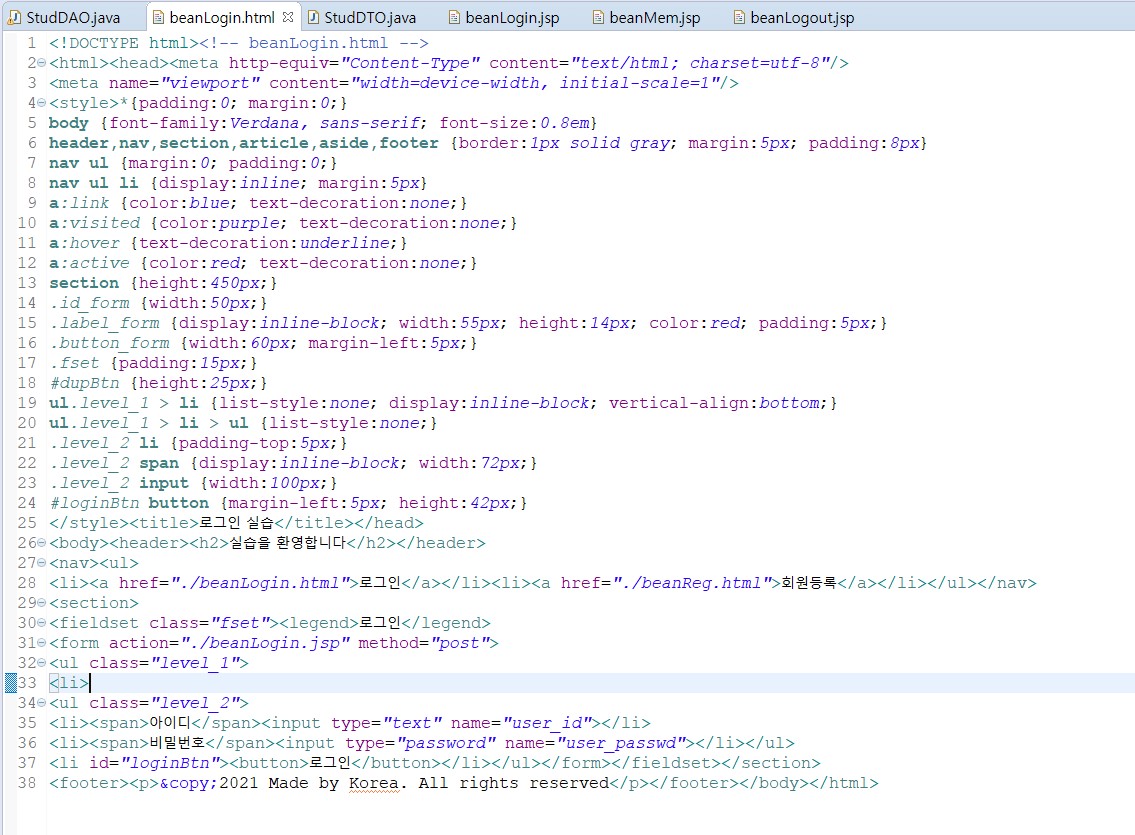 StudDAO.java beanLogin.html StudDTO.java beanLogin.jsp beanMem.jsp beanLogout.jsp
1 <!DOCTYPE html><!-- beanLogin.html -->
2 <html><head><meta http-equiv="Content-Type" content="text/html; charset=utf-8"/>
3 <meta name="viewport" content="width=device-width, initial-scale=1"/>
4 <style>*{padding:0; margin:0;}
5 body {font-family:Verdana, sans-serif; font-size:0.8em}
6 header,nav,section,article,aside,footer {border:1px solid gray; margin:5px; padding:8px}
7 nav ul {margin:0; padding:0;}
8 nav ul li {display:inline; margin:5px}
9 a:link {color:blue; text-decoration:none;}
10 a:visited {color:purple; text-decoration:none;}
11 a:hover {text-decoration:underline;}
12 a:active {color:red; text-decoration:none;}
13 section {height:450px;}
14 .id_form {width:50px;}
15 .label_form {display:inline-block; width:55px; height:14px; color:red; padding:5px;}
16 .button_form {width:60px; margin-left:5px;}
17 .fset {padding:15px;}
18 #dupBtn {height:25px;}
19 ul.level_1 > li {list-style:none; display:inline-block; vertical-align:bottom;}
20 ul.level_1 > li > ul {list-style:none;}
21 .level_2 li {padding-top:5px;}
22 .level_2 span {display:inline-block; width:72px;}
23 .level_2 input {width:100px;}
24 #loginBtn button {margin-left:5px; height:42px;}
25 </style><title>로그인 실습</title></head>
26 <body><header><h2>실습을 환영합니다</h2></header>
27 <nav><ul>
28 <li><a href="./beanLogin.html">로그인</a></li><li><a href="./beanReg.html">회원등록</a></li></ul></nav>
29 <section>
30 <fieldset class="fset"><legend>로그인</legend>
31 <form action="./beanLogin.jsp" method="post">
32 <ul class="level_1">
33 <li>
34 <ul class="level_2">
35 <li><span>아이디</span><input type="text" name="user_id"></li>
36 <li><span>비밀번호</span><input type="password" name="user_passwd"></li></ul>
37 <li id="loginBtn"><button>로그인</button></li></ul></form></fieldset></section>
38 <footer><p>&copy;2021 Made by Korea. All rights reserved</p></footer></body></html>